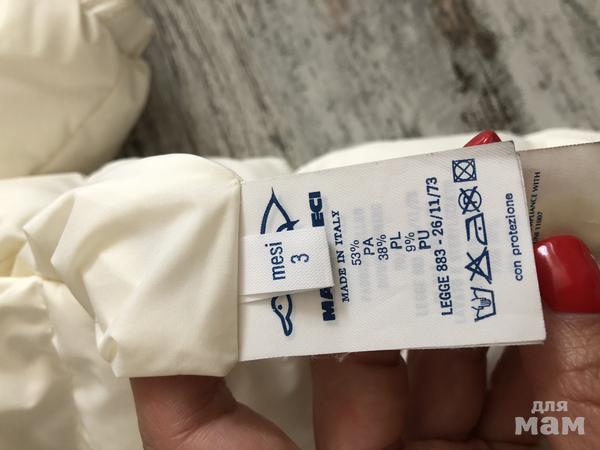 mesi
3
MADE IN ITALY
53%
PA
38%
PL
9%
PU
LEGGE 883 - 26/11/73
con protezione
для
мам